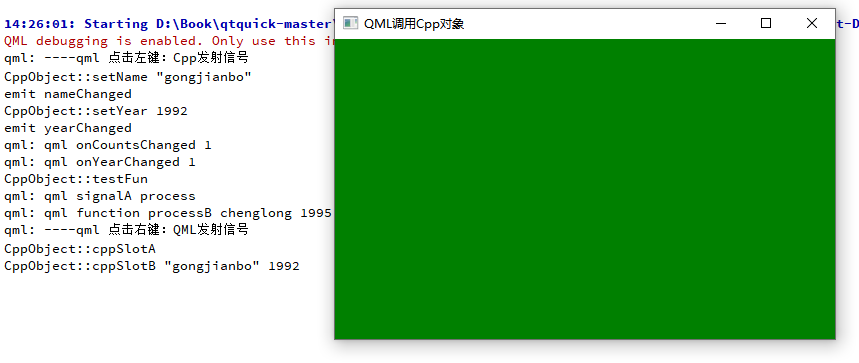 14:26:01: Starting D:\Book\qtquick-master\
t-D
QML debugging is enabled. Only use this in
QML调用Cpp对象
qml: ----qml 点击左键：Cpp发射信号
CppObject::setName "gongjianbo"
emit nameChanged
CppObject::setYear 1992
emit yearChanged
qml: qml onCountsChanged 1
qml: qml onYearChanged 1
CppObject::testFun
qml: qml signalA process
qml: qml function processB chenglong 1995
qml: ----qml 点击右键：QML发射信号
CppObject::cppSlotA
CppObject::cppSlotB "gongjianbo" 1992